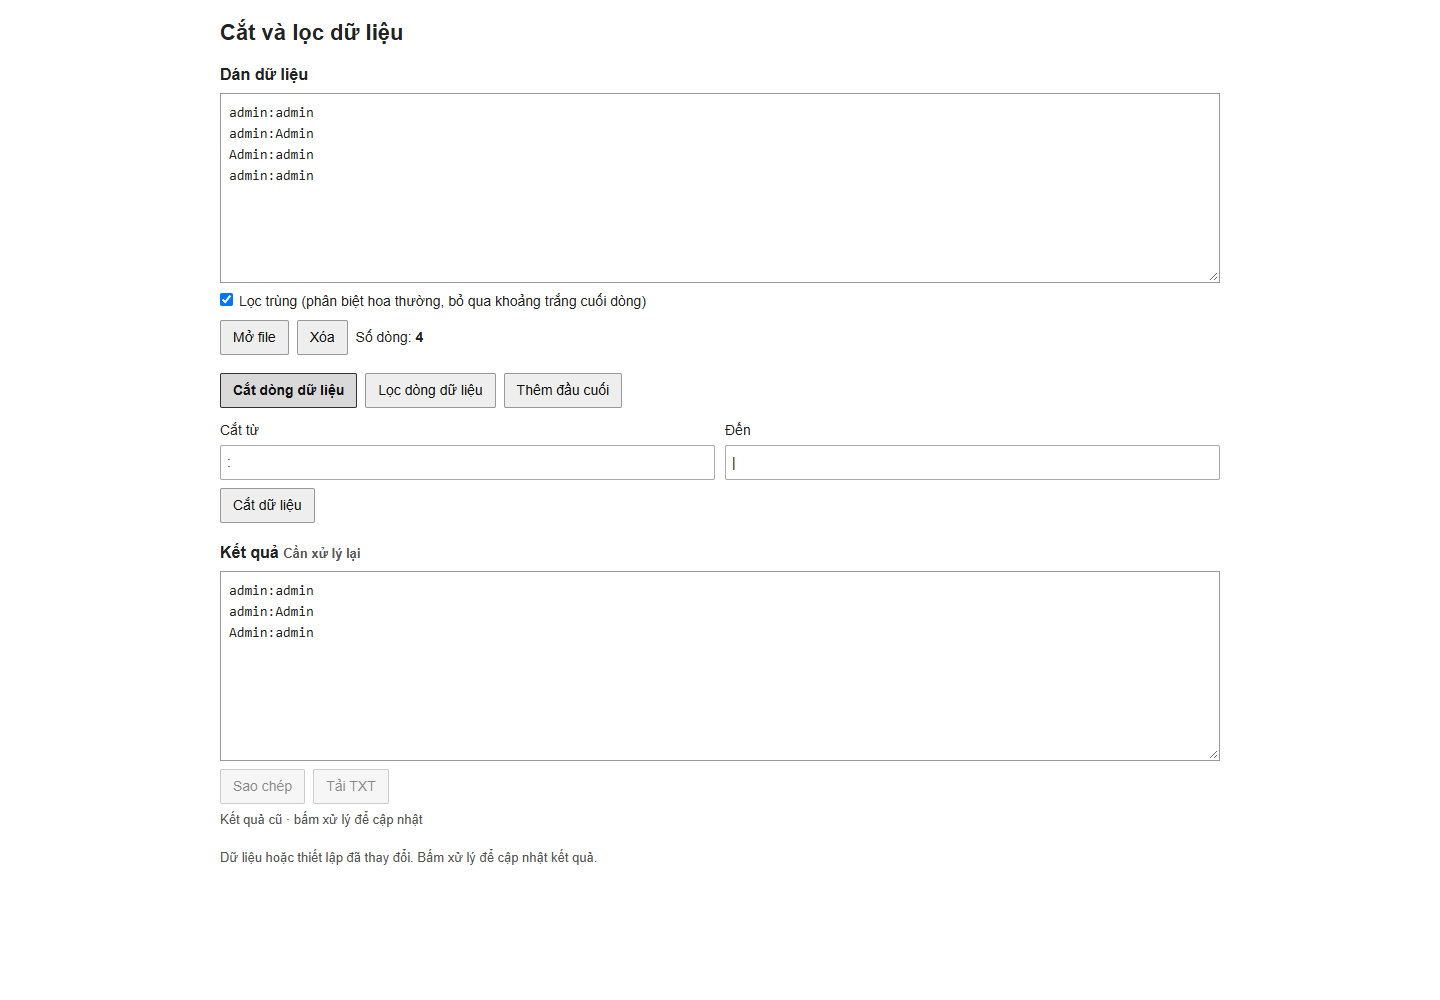 Cắt và lọc dữ liệu
Dán dữ liệu
admin:admin
admin:Admin
Admin:admin
admin:admin
Lọc trùng (phân biệt hoa thường, bỏ qua khoảng trắng cuối dòng)
Mở file Xóa Số dòng: 4
Cắt dòng dữ liệu Lọc dòng dữ liệu Thêm đầu cuối
Cắt từ Đến
: |
Cắt dữ liệu
Kết quả Cần xử lý lại
admin:admin
admin:Admin
Admin:admin
Sao chép Tải TXT
Kết quả cũ · bấm xử lý để cập nhật
Dữ liệu hoặc thiết lập đã thay đổi. Bấm xử lý để cập nhật kết quả.